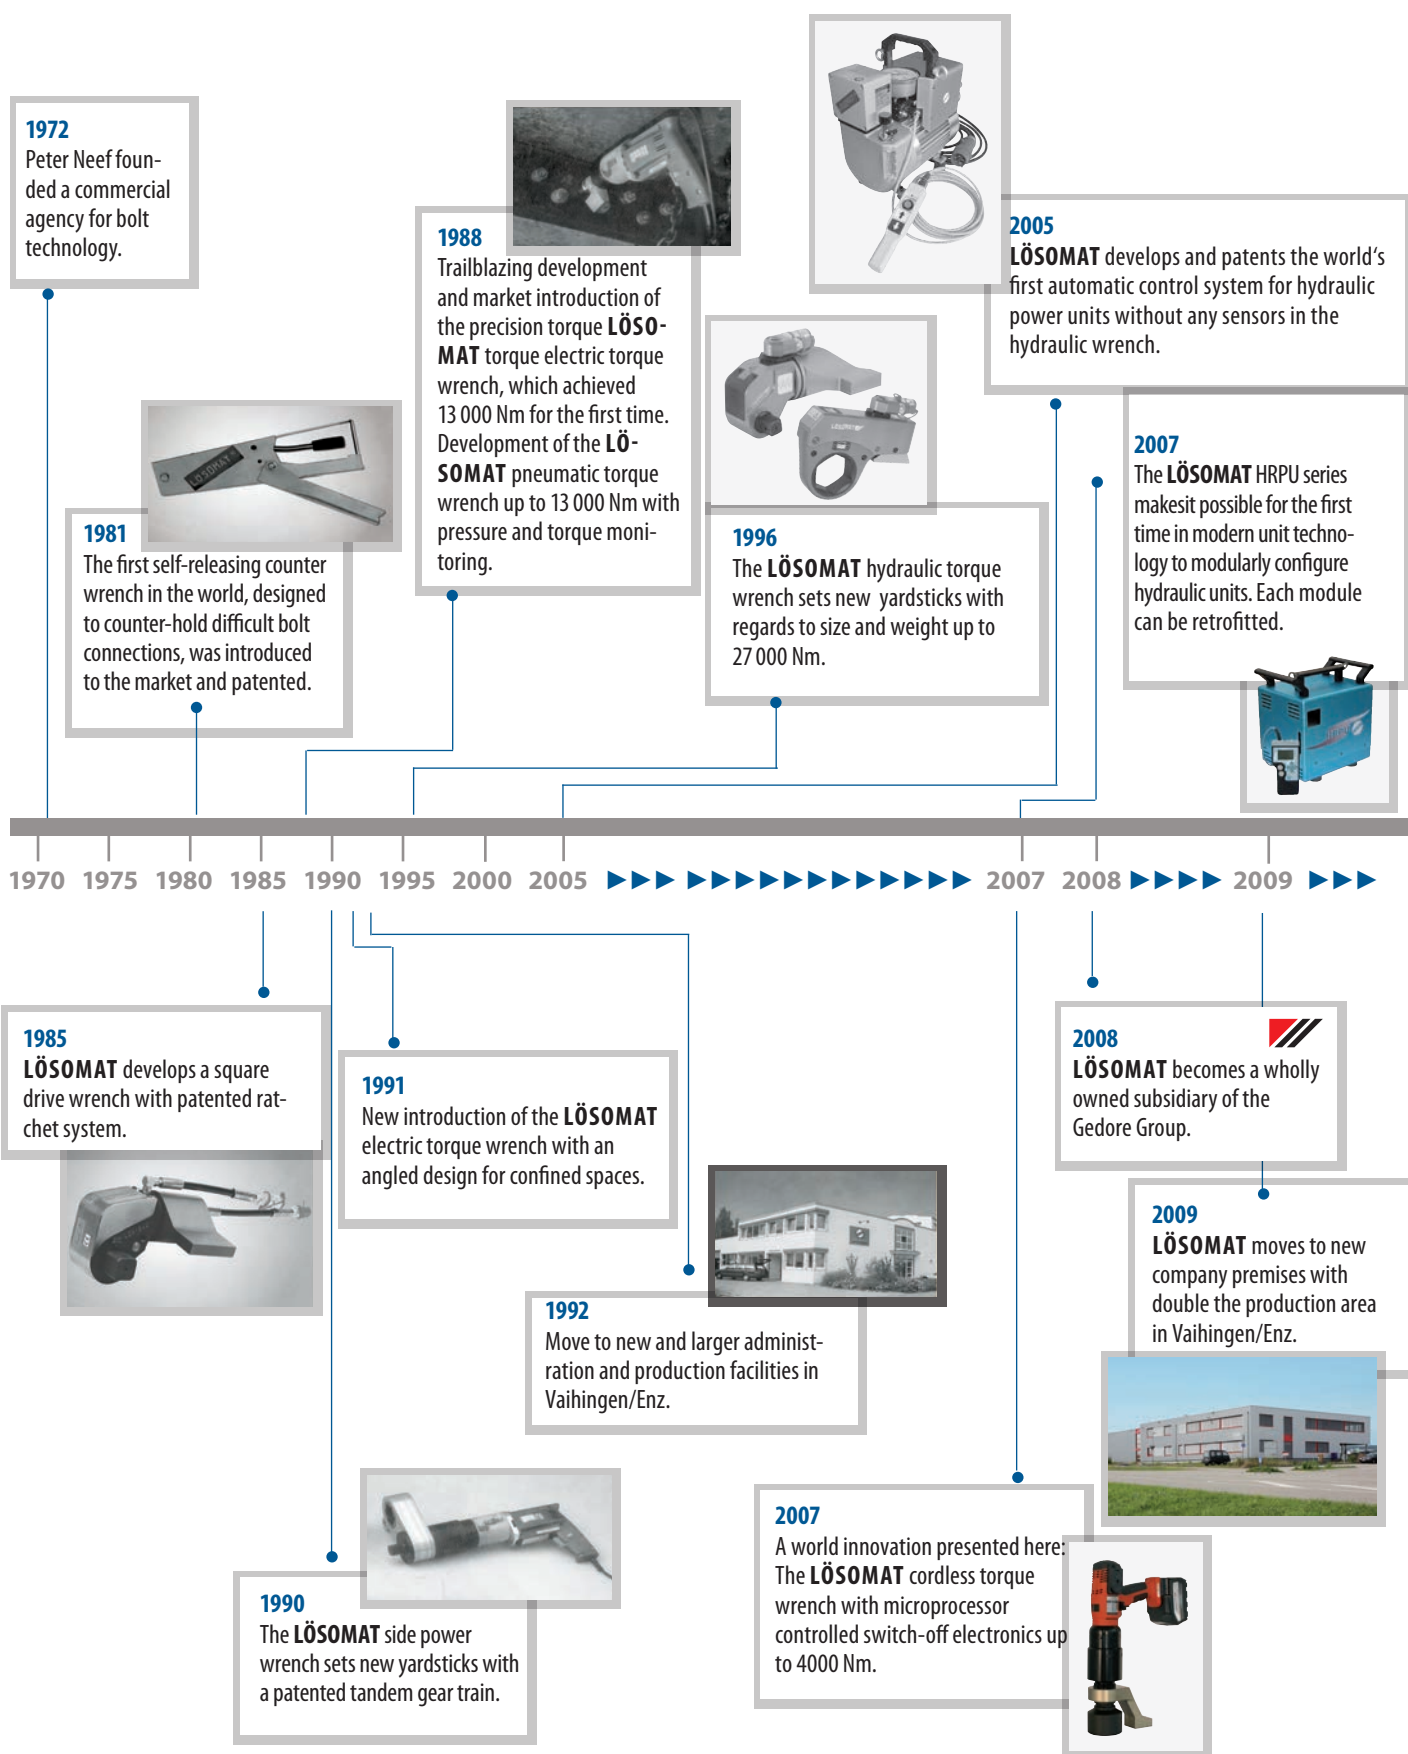 1972
Peter Neef foun-
ded a commercial
agency for bolt
technology.
1981
The first self-releasing counter
wrench in the world, designed
to counter-hold difficult bolt
connections, was introduced
to the market and patented.
LÖSOMAT
1988
Trailblazing development
and market introduction of
the precision torque LÖSO-
MAT torque electric torque
wrench, which achieved
13 000 Nm for the first time.
Development of the LÖ-
SOMAT pneumatic torque
wrench up to 13 000 Nm with
pressure and torque moni-
toring.
1996
The LÖSOMAT hydraulic torque
wrench sets new yardsticks with
regards to size and weight up to
27 000 Nm.
LÖSOMAT
2005
LÖSOMAT develops and patents the world‘s
first automatic control system for hydraulic
power units without any sensors in the
hydraulic wrench.
2007
The LÖSOMAT HRPU series
makesit possible for the first
time in modern unit techno-
logy to modularly configure
hydraulic units. Each module
can be retrofitted.
1970 1975 1980 1985 1990 1995 2000 2005 2007 2008 2009
1985
LÖSOMAT develops a square
drive wrench with patented rat-
chet system.
1991
New introduction of the LÖSOMAT
electric torque wrench with an
angled design for confined spaces.
1992
Move to new and larger administ-
ration and production facilities in
Vaihingen/Enz.
1990
The LÖSOMAT side power
wrench sets new yardsticks with
a patented tandem gear train.
2007
A world innovation presented here:
The LÖSOMAT cordless torque
wrench with microprocessor
controlled switch-off electronics up
to 4000 Nm.
2008
LÖSOMAT becomes a wholly
owned subsidiary of the
Gedore Group.
2009
LÖSOMAT moves to new
company premises with
double the production area
in Vaihingen/Enz.